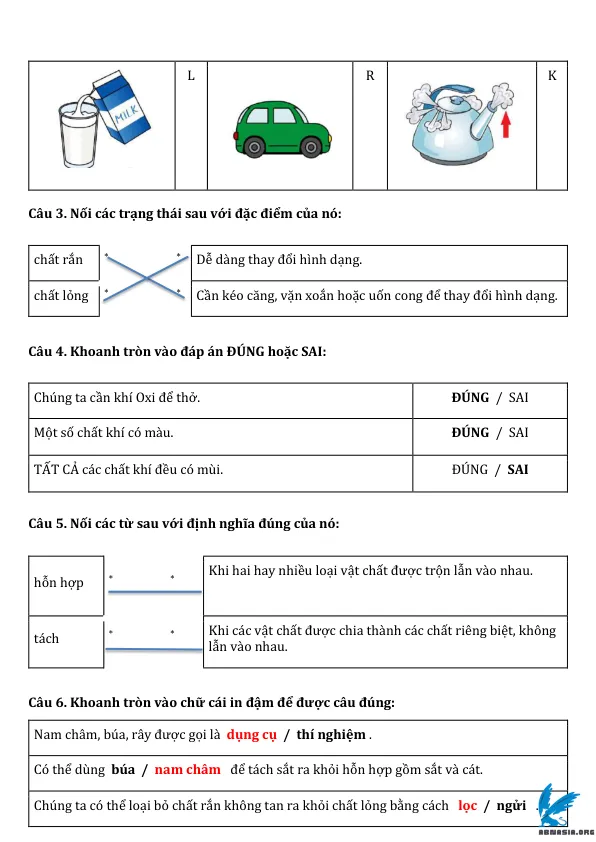 MILK
L
R
K
Câu 3. Nối các trạng thái sau với đặc điểm của nó:
chất rắn * * Dễ dàng thay đổi hình dạng.
chất lỏng * * Cần kéo căng, vặn xoắn hoặc uốn cong để thay đổi hình dạng.
Câu 4. Khoanh tròn vào đáp án ĐÚNG hoặc SAI:
Chúng ta cần khí Oxi để thở. ĐÚNG / SAI
Một số chất khí có màu. ĐÚNG / SAI
TẤT CẢ các chất khí đều có mùi. ĐÚNG / SAI
Câu 5. Nối các từ sau với định nghĩa đúng của nó:
hỗn hợp * * Khi hai hay nhiều loại vật chất được trộn lẫn vào nhau.
tách * * Khi các vật chất được chia thành các chất riêng biệt, không
lẫn vào nhau.
Câu 6. Khoanh tròn vào chữ cái in đậm để được câu đúng:
Nam châm, búa, rây được gọi là dụng cụ / thí nghiệm .
Có thể dùng búa / nam châm để tách sắt ra khỏi hỗn hợp gồm sắt và cát.
Chúng ta có thể loại bỏ chất rắn không tan ra khỏi chất lỏng bằng cách lọc / ngửi .
ABMASIA.ORG